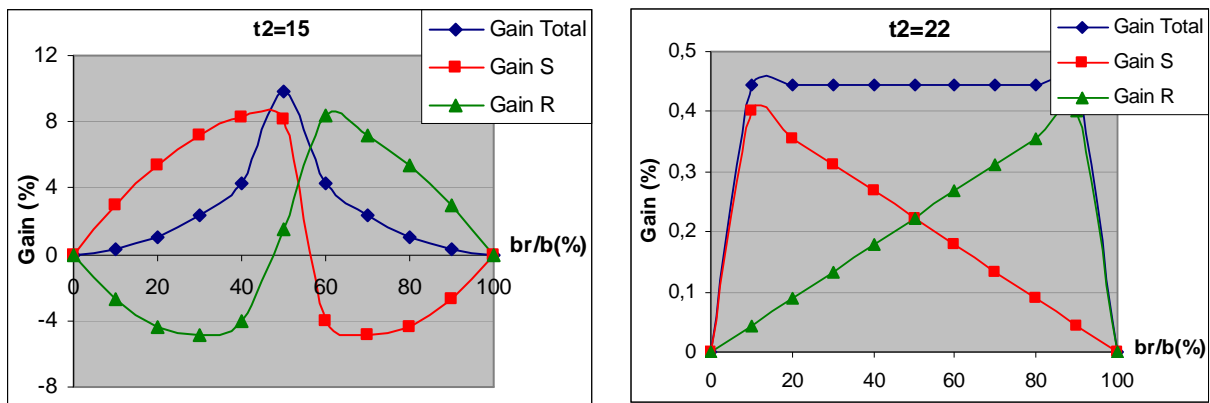 t2=15
Gain Total
Gain S
Gain R
12
8
4
0
-4
-8
Gain (%)
0
20
40
60
80
100
br/b(%)
t2=22
Gain Total
Gain S
Gain R
0,5
0,4
0,3
0,2
0,1
0
Gain (%)
0
20
40
60
80
100
br/b(%)